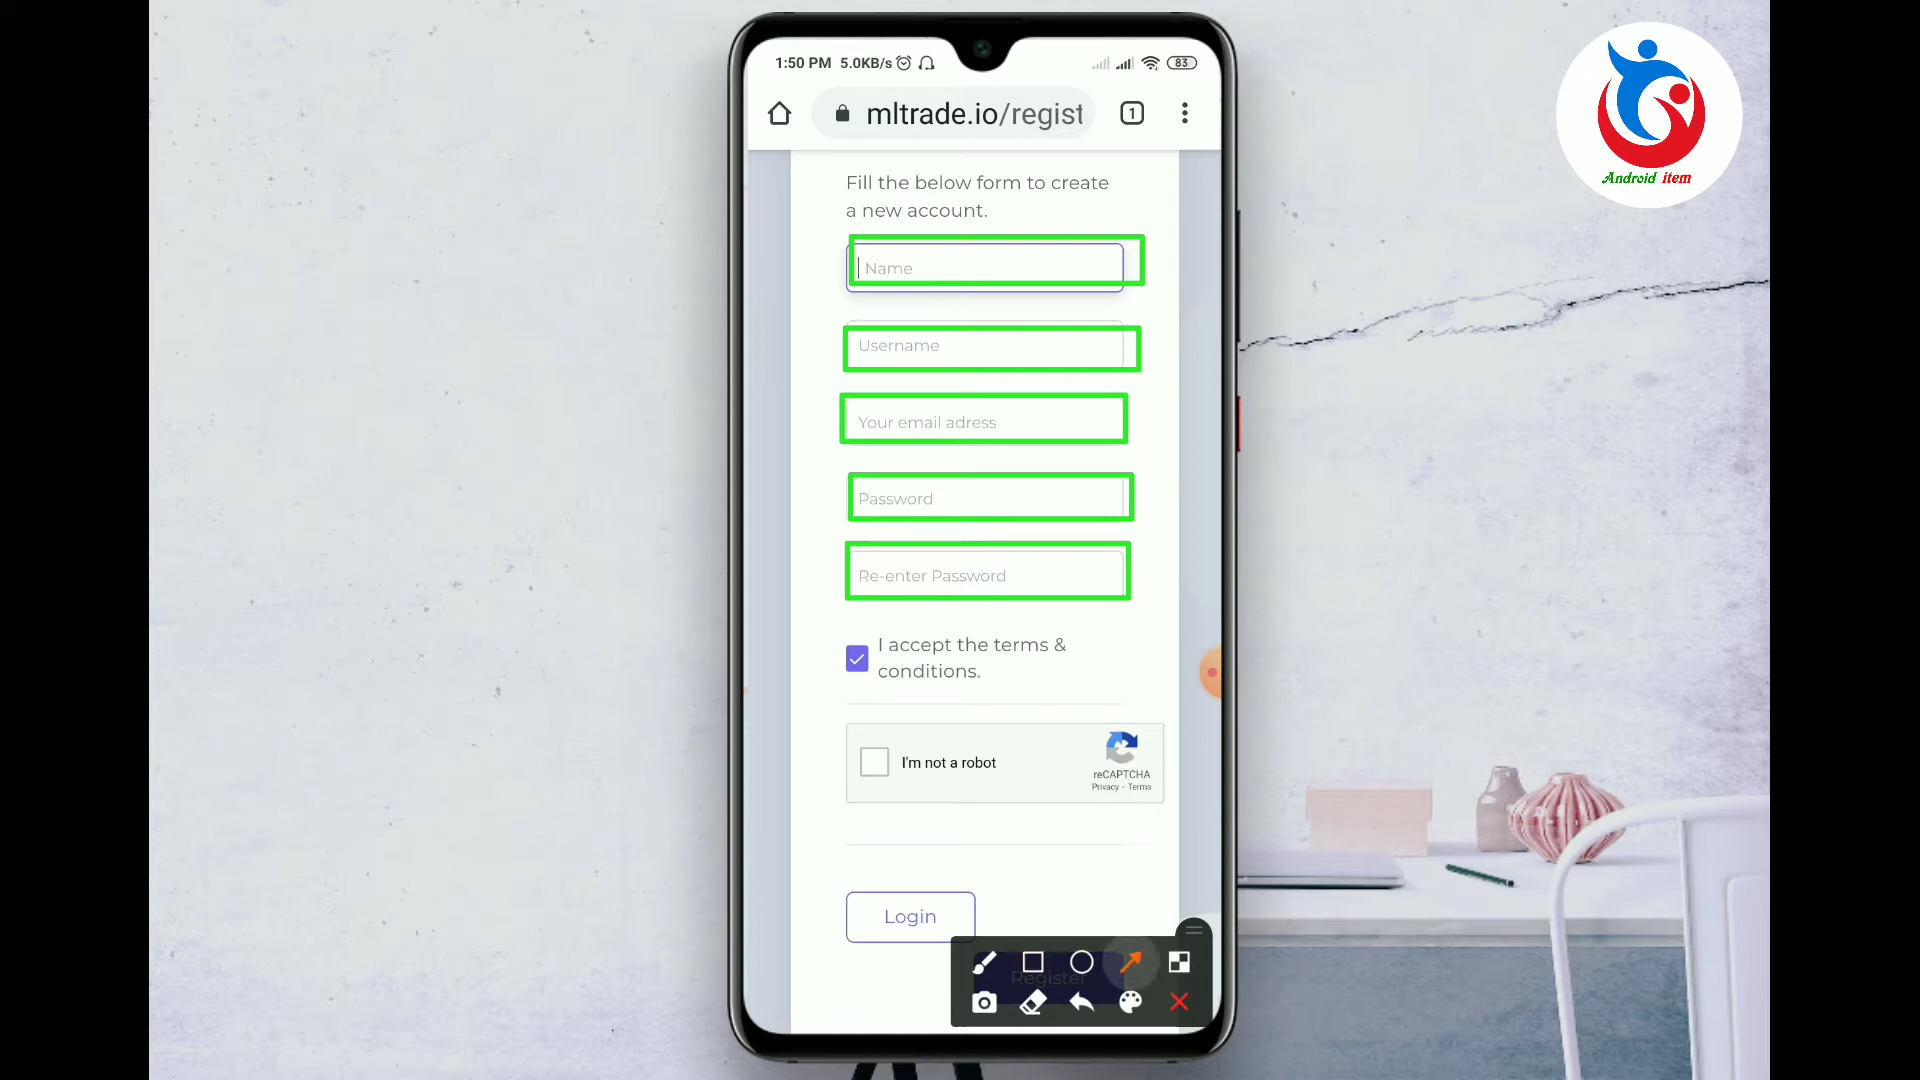 1:50 PM 5.0KB/s
83
mltrade.io/regist
1
Fill the below form to create
a new account.
Name
Username
Your email adress
Password
Re-enter Password
I accept the terms &
conditions.
I'm not a robot
reCAPTCHA
Privacy - Terms
Login
Register
Android item